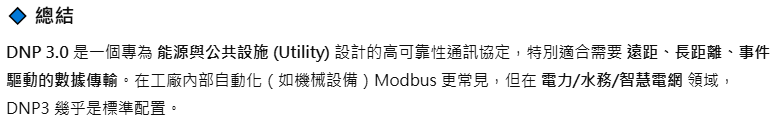 總結
DNP 3.0 是一個專為 能源與公共設施 (Utility) 設計的高可靠性通訊協定，特別適合需要 遠距、長距離、事件
驅動的數據傳輸。在工廠內部自動化（如機械設備）Modbus 更常見，但在 電力/水務/智慧電網 領域，
DNP3 幾乎是標準配置。